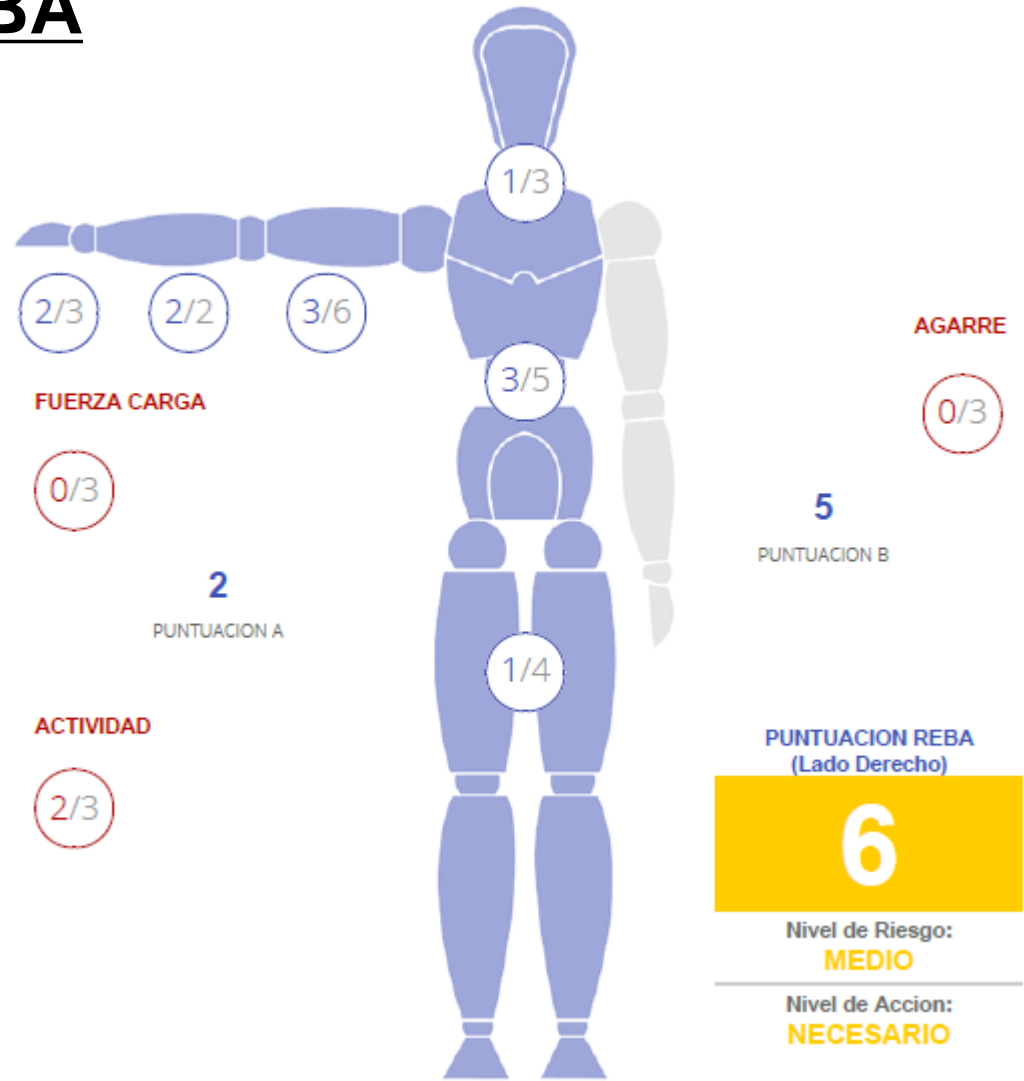 BA
1/3
2/3
2/2
3/6
AGARRE
3/5
0/3
FUERZA CARGA
0/3
5
PUNTUACION B
2
PUNTUACION A
1/4
ACTIVIDAD
2/3
PUNTUACION REBA
(Lado Derecho)
6
Nivel de Riesgo:
MEDIO
Nivel de Accion:
NECESARIO